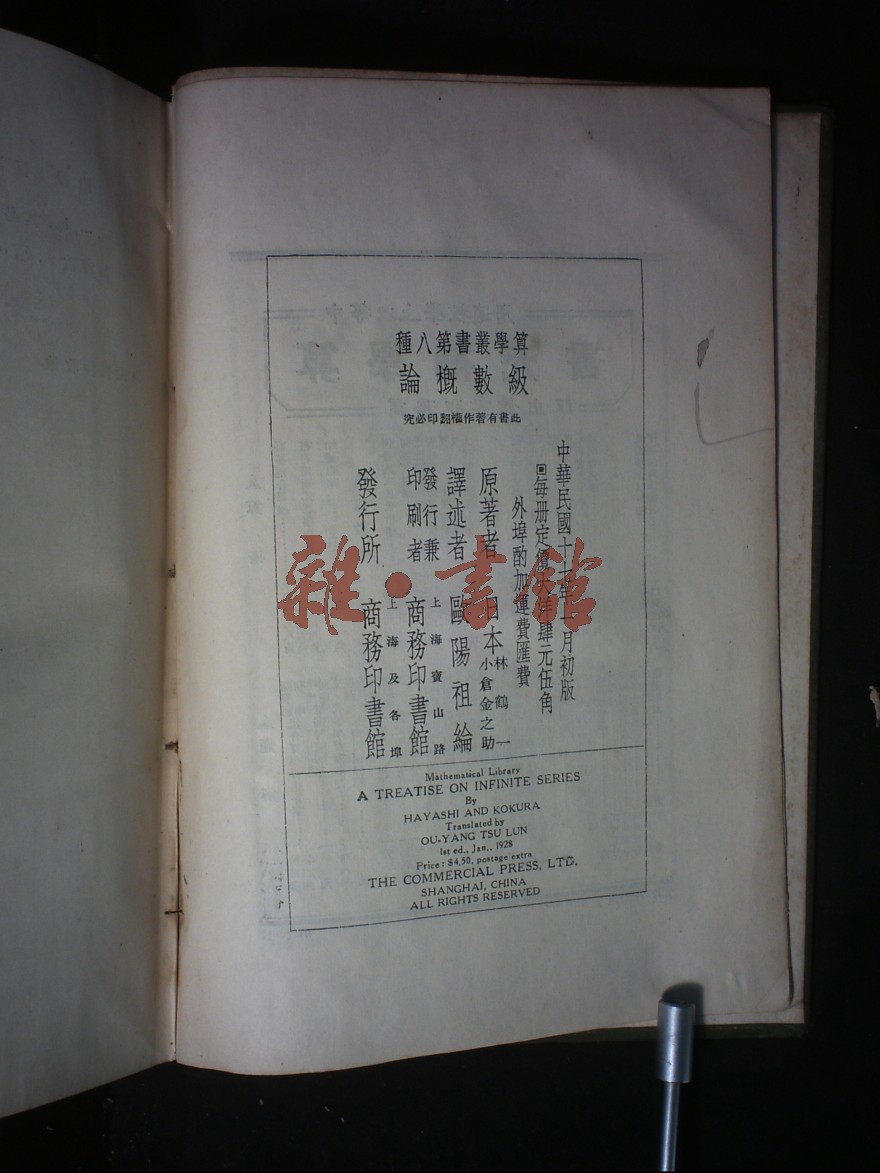 算學叢書第八種
級數槪論
此書有著作權翻印必究
中華民國十七年一月初版
每册定價大洋肆元伍角
外埠酌加運費匯費
原著者 日本 林鶴一
小倉金之助
譯述者 歐陽祖綸
發行兼
印刷者 上海寶山路
商務印書館
發行所 上海及各埠
商務印書館
雜·書館
Mathematical Library
A TREATISE ON INFINITE SERIES
By
HAYASHI AND KOKURA
Translated by
OU-YANG TSU LUN
1st ed., Jan., 1928
Price: $4.50, postage extra
THE COMMERCIAL PRESS, LTD.
SHANGHAI, CHINA
ALL RIGHTS RESERVED